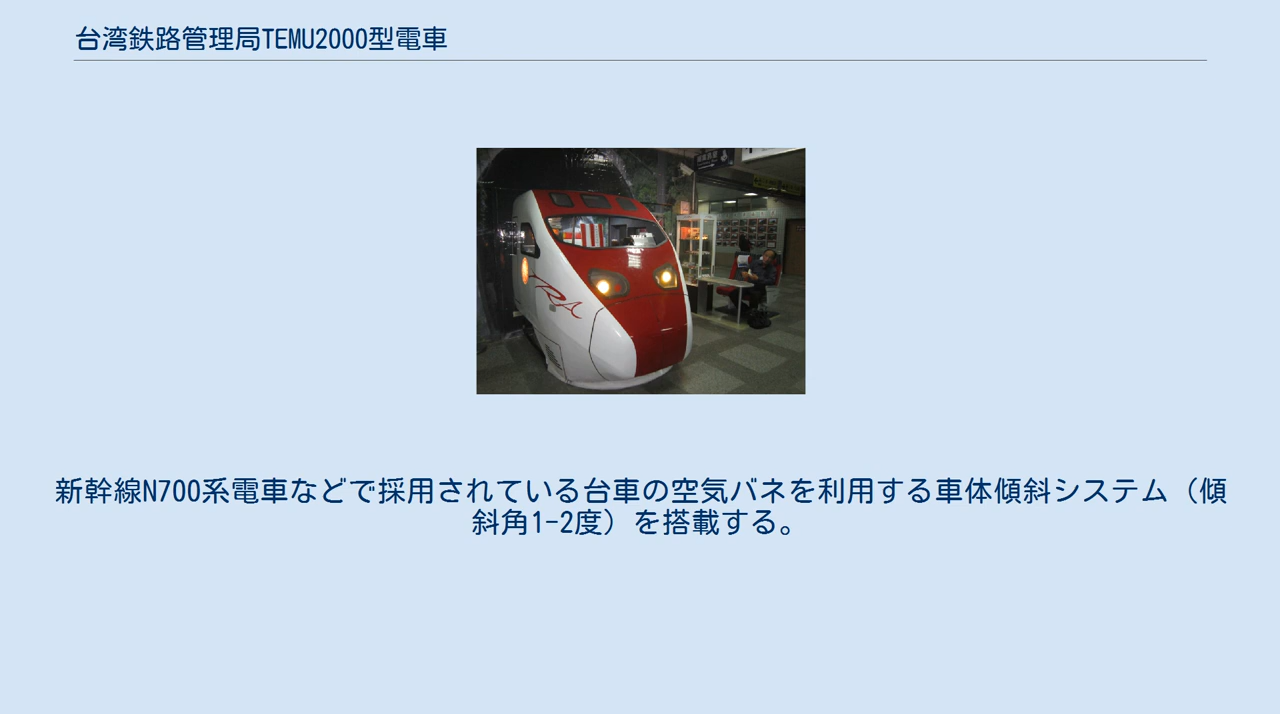 台湾鉄路管理局TEMU2000型電車
TRA
新幹線N700系電車などで採用されている台車の空気バネを利用する車体傾斜システム（傾
斜角1-2度）を搭載する。